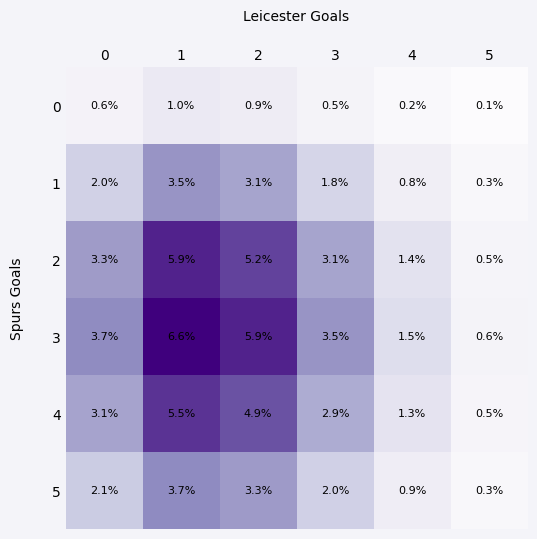 Leicester Goals
0 1 2 3 4 5
0 0.6% 1.0% 0.9% 0.5% 0.2% 0.1%
1 2.0% 3.5% 3.1% 1.8% 0.8% 0.3%
2 3.3% 5.9% 5.2% 3.1% 1.4% 0.5%
Spurs Goals
3 3.7% 6.6% 5.9% 3.5% 1.5% 0.6%
4 3.1% 5.5% 4.9% 2.9% 1.3% 0.5%
5 2.1% 3.7% 3.3% 2.0% 0.9% 0.3%